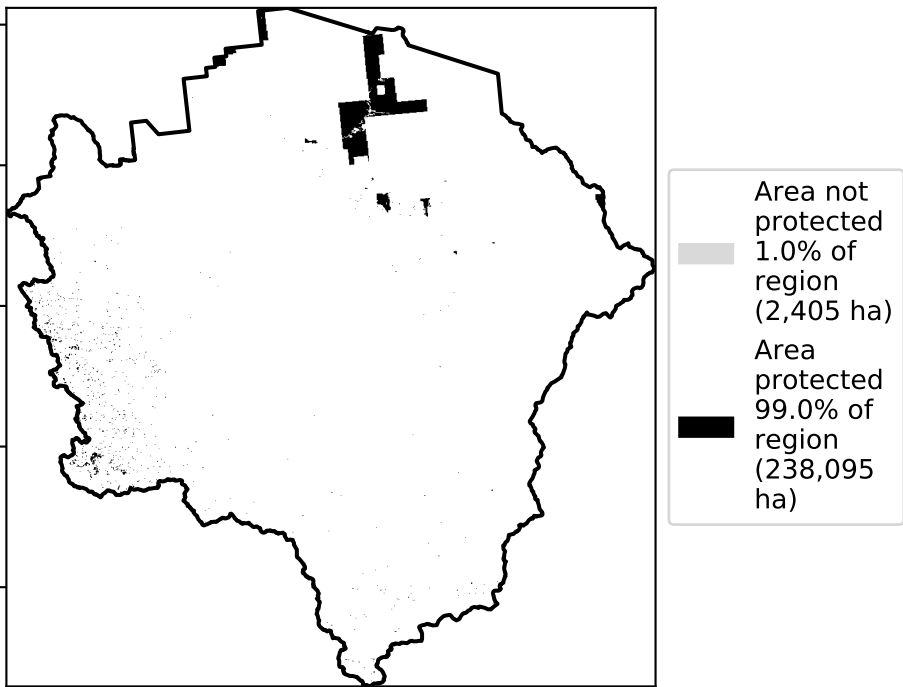 Area not
protected
1.0% of
region
(2,405 ha)
Area
protected
99.0% of
region
(238,095
ha)